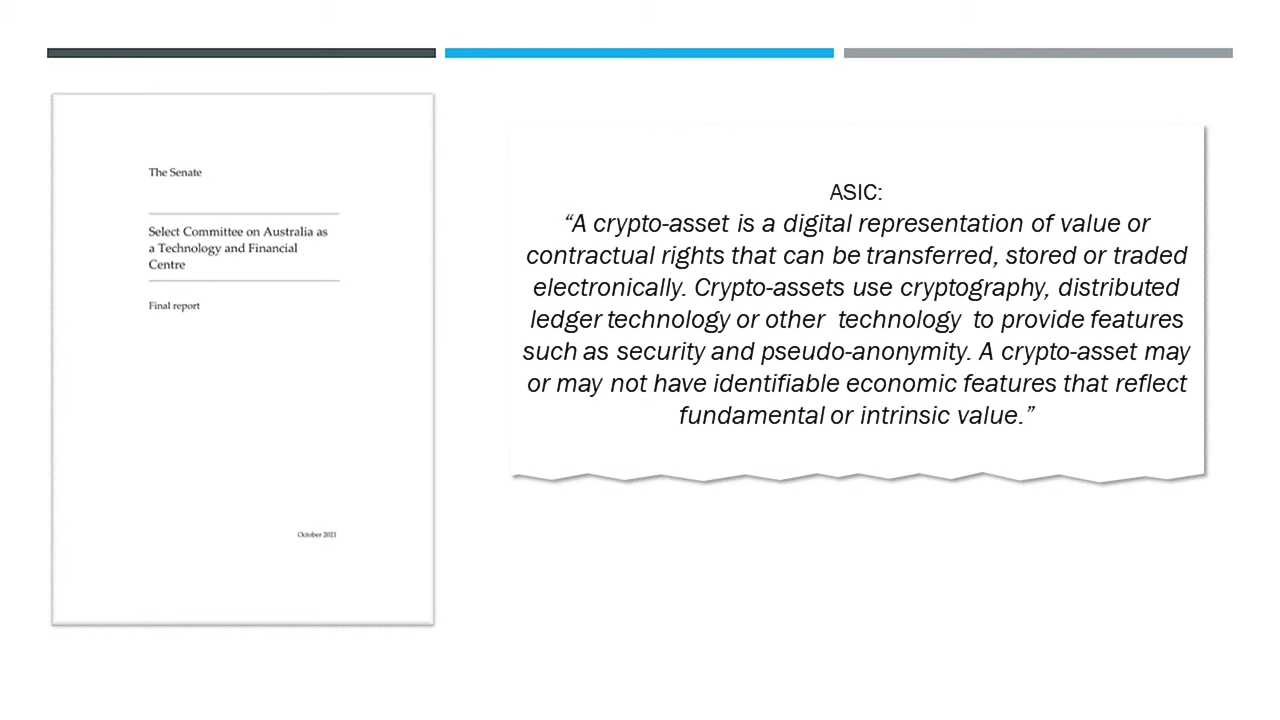 The Senate
Select Committee on Australia as
a Technology and Financial
Centre
Final report
October 2021
ASIC:
“A crypto-asset is a digital representation of value or
contractual rights that can be transferred, stored or traded
electronically. Crypto-assets use cryptography, distributed
ledger technology or other technology to provide features
such as security and pseudo-anonymity. A crypto-asset may
or may not have identifiable economic features that reflect
fundamental or intrinsic value.”